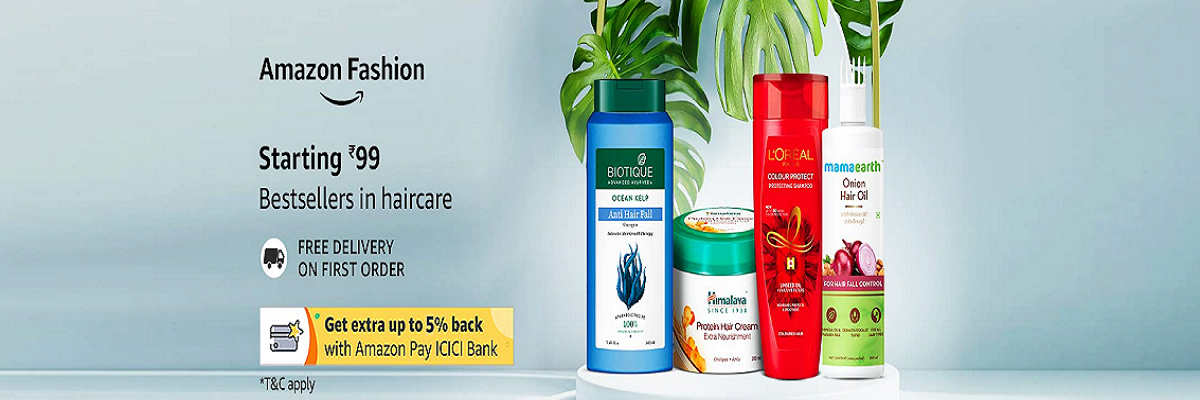 Amazon Fashion
Starting ₹99
Bestsellers in haircare
FREE DELIVERY
ON FIRST ORDER
Get extra up to 5% back
with Amazon Pay ICICI Bank
*T&C apply
BIOTIQUE
ADVANCED AYURVEDA
OCEAN KELP
Anti Hair Fall
100%
Himalaya
SINCE 1930
Protein Hair Cream
Extra Nourishment
L'ORÉAL
PARIS
COLOUR PROTECT
PROTECTING SHAMPOO
mamaearth
Onion
Hair Oil
FOR HAIR FALL CONTROL